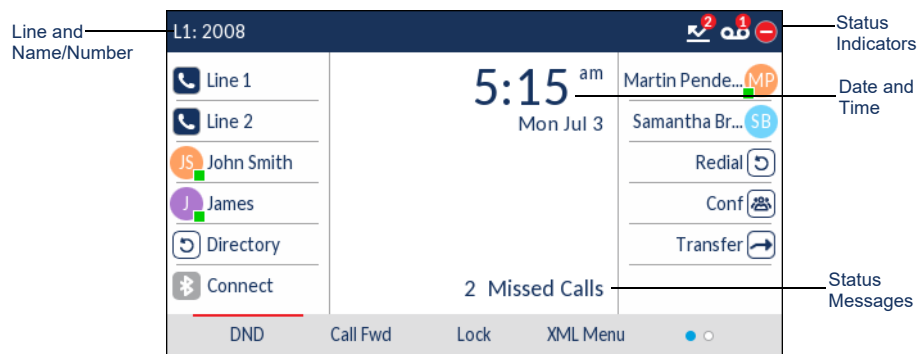 Line and
Name/Number
L1: 2008
2
1
Status
Indicators
Line 1
Line 2
JS John Smith
J James
Directory
Connect
5:15 am
Mon Jul 3
2 Missed Calls
Martin Pende... MP
Samantha Br... SB
Redial
Conf
Transfer
Date and
Time
Status
Messages
DND Call Fwd Lock XML Menu